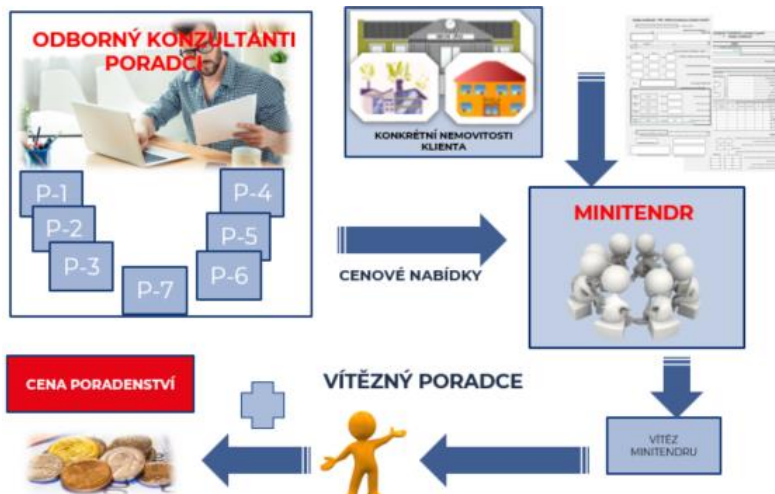 ODBORNÝ KONZULTANTI
PORADCI
P-1
P-2
P-3
P-4
P-5
P-6
P-7
KONKRÉTNÍ NEMOVITOSTI
KLIENTA
CENOVÉ NABÍDKY
MINITENDR
VÍTĚZ
MINITENDRU
VÍTĚZNÝ PORADCE
CENA PORADENSTVÍ